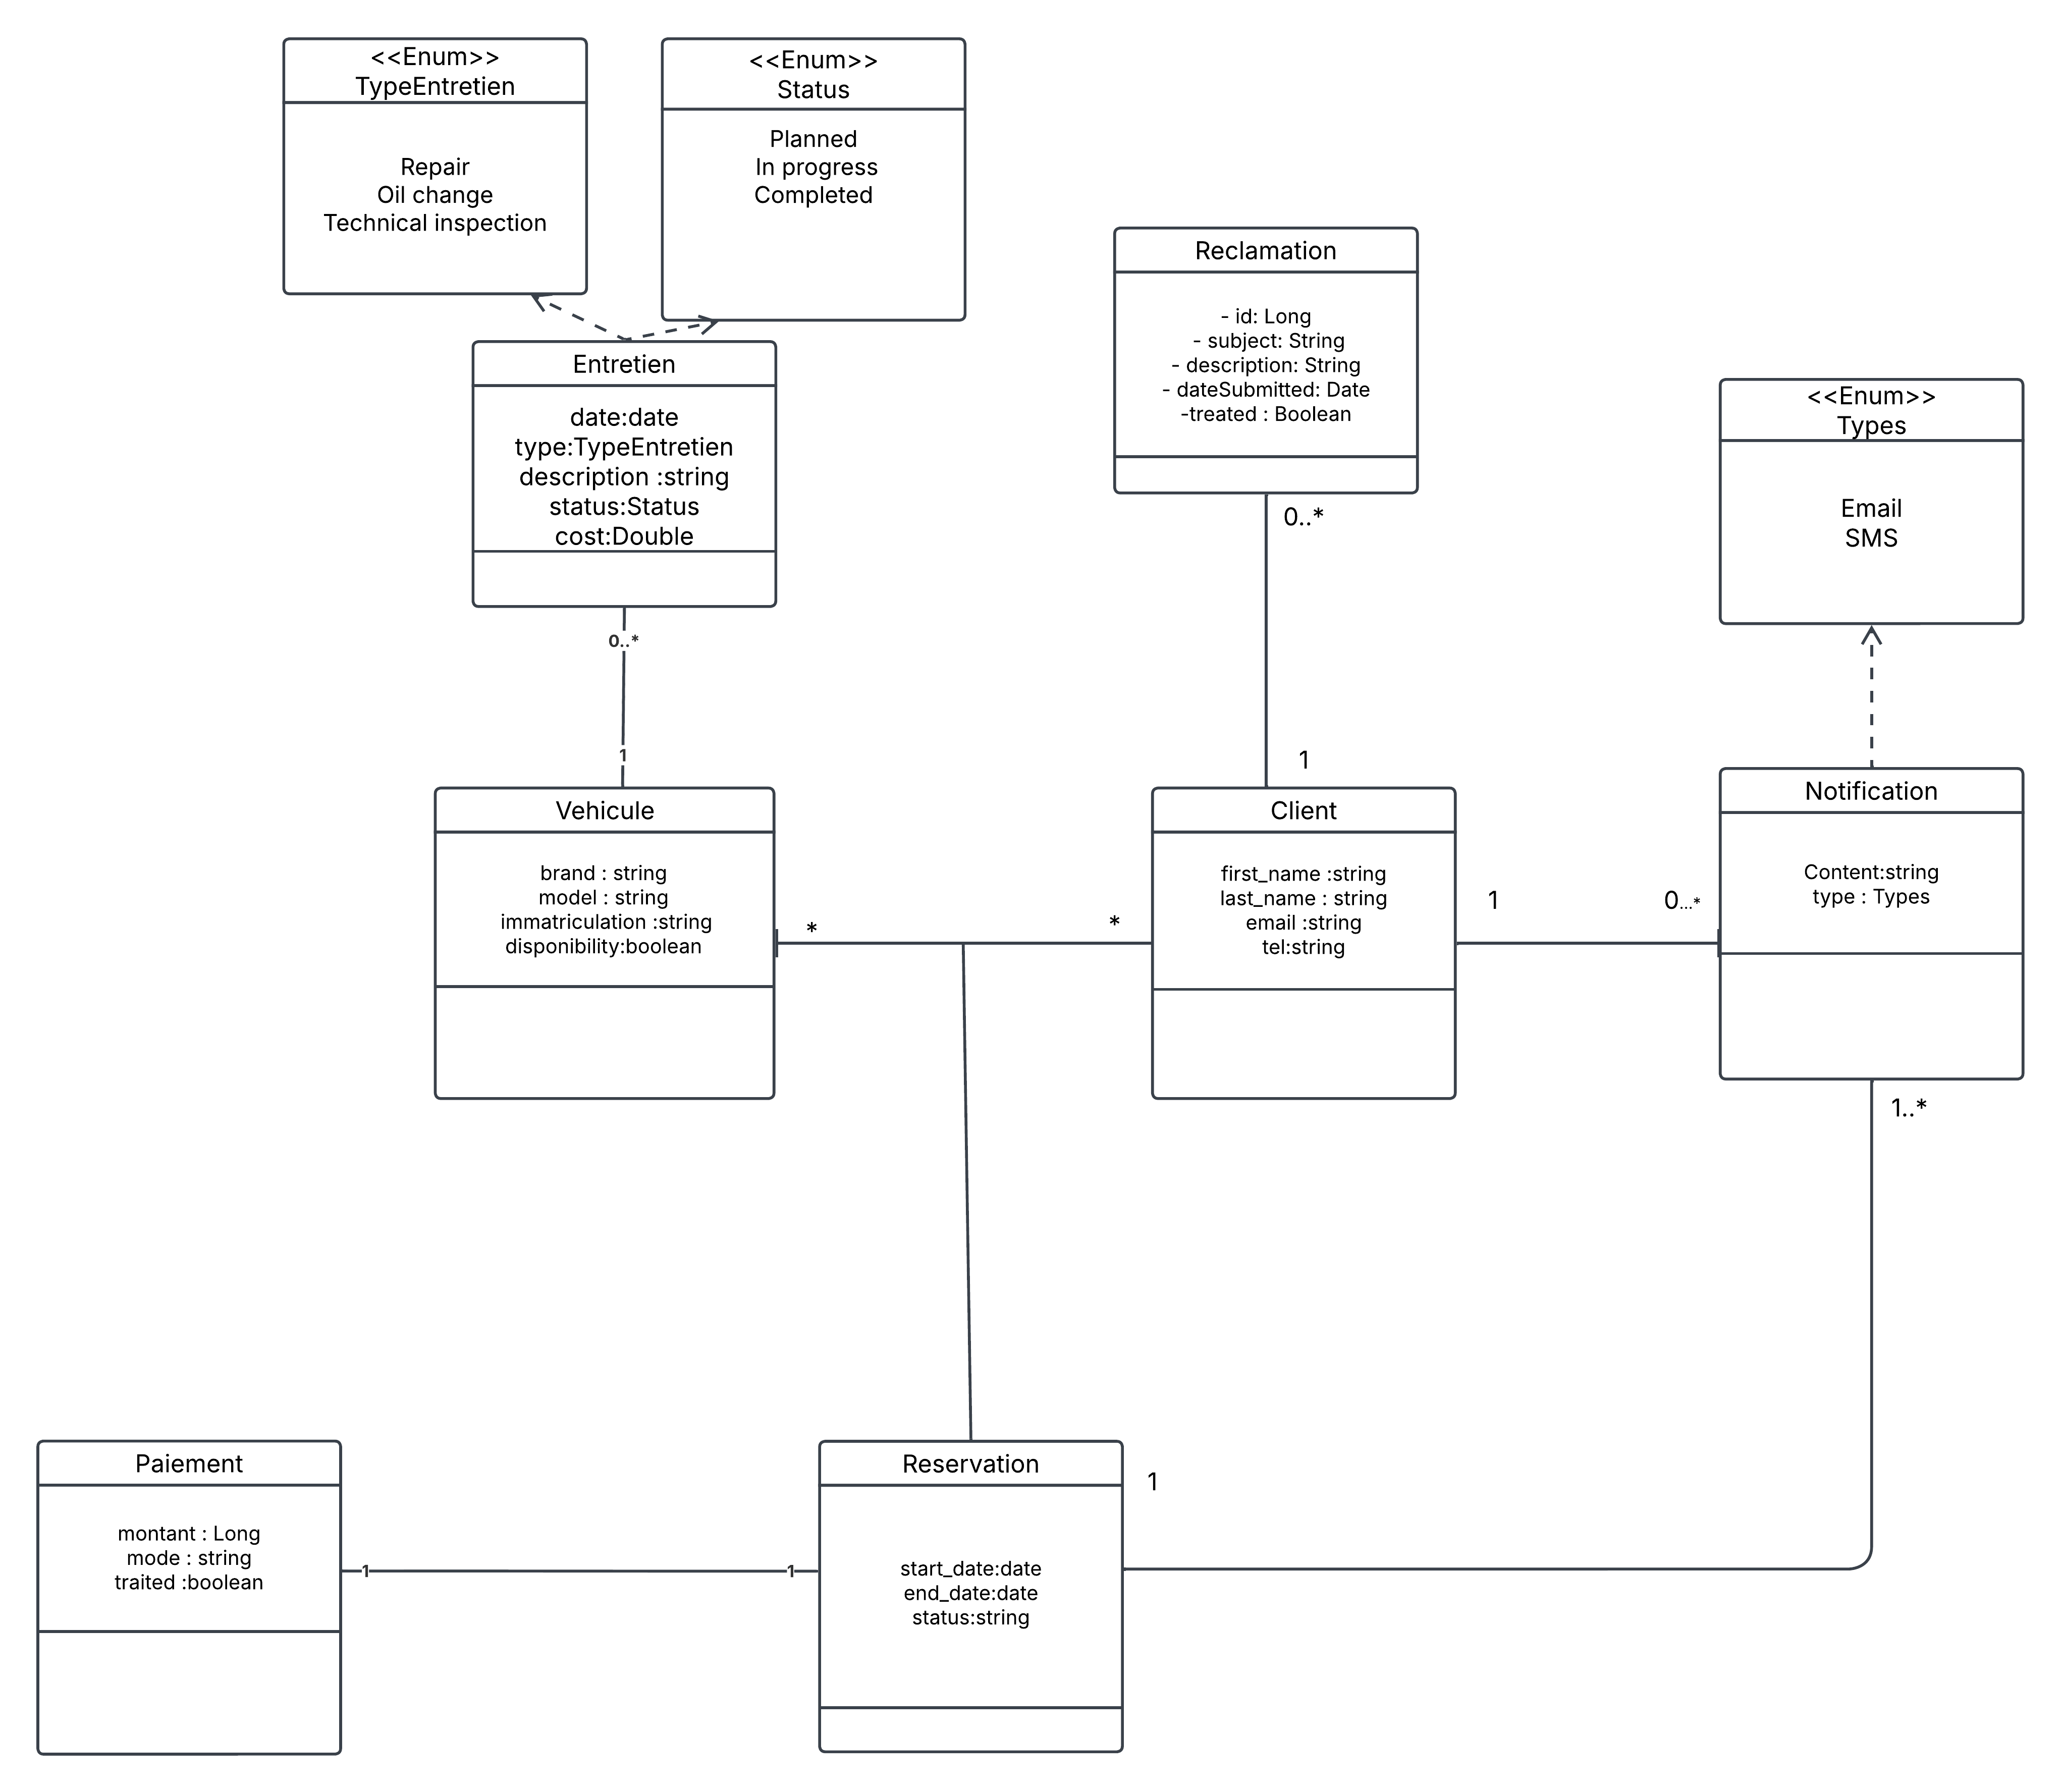 <<Enum>>
TypeEntretien
Repair
Oil change
Technical inspection
<<Enum>>
Status
Planned
In progress
Completed
Reclamation
- id: Long
- subject: String
- description: String
- dateSubmitted: Date
-treated : Boolean
0..*
1
Entretien
date:date
type:TypeEntretien
description :string
status:Status
cost:Double
0..*
1
<<Enum>>
Types
Email
SMS
Vehicule
brand : string
model : string
immatriculation :string
disponibility:boolean
*
*
Client
first_name :string
last_name : string
email :string
tel:string
1
0...*
Notification
Content:string
type : Types
1..*
Paiement
montant : Long
mode : string
traited :boolean
1
1
Reservation
start_date:date
end_date:date
status:string
1